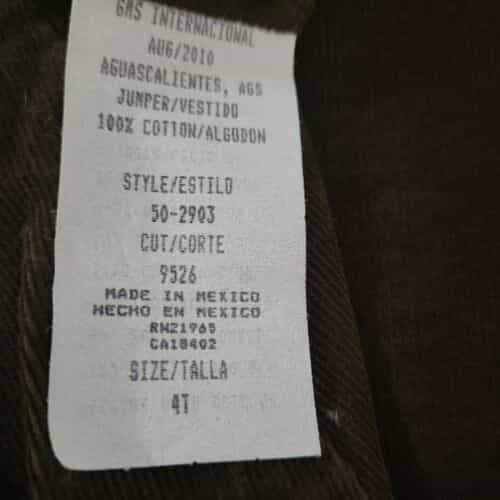 GMS INTERNACIONAL
AUG/2010
AGUASCALIENTES, AGS
JUMPER/VESTIDO
100% COTTON/ALGODON
STYLE/ESTILO
50-2903
CUT/CORTE
9526
MADE IN MEXICO
HECHO EN MEXICO
RW21965
CA18402
SIZE/TALLA
4T